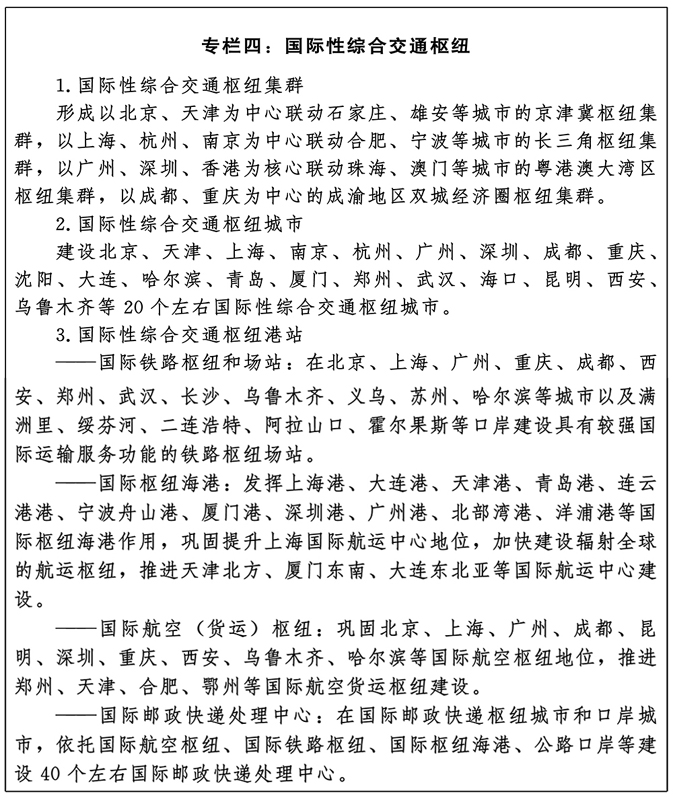 专栏四：国际性综合交通枢纽
1.国际性综合交通枢纽集群
形成以北京、天津为中心联动石家庄、雄安等城市的京津冀枢纽集
群，以上海、杭州、南京为中心联动合肥、宁波等城市的长三角枢纽集
群，以广州、深圳、香港为核心联动珠海、澳门等城市的粤港澳大湾区
枢纽集群，以成都、重庆为中心的成渝地区双城经济圈枢纽集群。
2.国际性综合交通枢纽城市
建设北京、天津、上海、南京、杭州、广州、深圳、成都、重庆、
沈阳、大连、哈尔滨、青岛、厦门、郑州、武汉、海口、昆明、西安、
乌鲁木齐等20个左右国际性综合交通枢纽城市。
3.国际性综合交通枢纽港站
——国际铁路枢纽和场站：在北京、上海、广州、重庆、成都、西
安、郑州、武汉、长沙、乌鲁木齐、义乌、苏州、哈尔滨等城市以及满
洲里、绥芬河、二连浩特、阿拉山口、霍尔果斯等口岸建设具有较强国
际运输服务功能的铁路枢纽场站。
——国际枢纽海港：发挥上海港、大连港、天津港、青岛港、连云
港港、宁波舟山港、厦门港、深圳港、广州港、北部湾港、洋浦港等国
际枢纽海港作用，巩固提升上海国际航运中心地位，加快建设辐射全球
的航运枢纽，推进天津北方、厦门东南、大连东北亚等国际航运中心建
设。
——国际航空（货运）枢纽：巩固北京、上海、广州、成都、昆
明、深圳、重庆、西安、乌鲁木齐、哈尔滨等国际航空枢纽地位，推进
郑州、天津、合肥、鄂州等国际航空货运枢纽建设。
——国际邮政快递处理中心：在国际邮政快递枢纽城市和口岸城
市，依托国际航空枢纽、国际铁路枢纽、国际枢纽海港、公路口岸等建
设40个左右国际邮政快递处理中心。